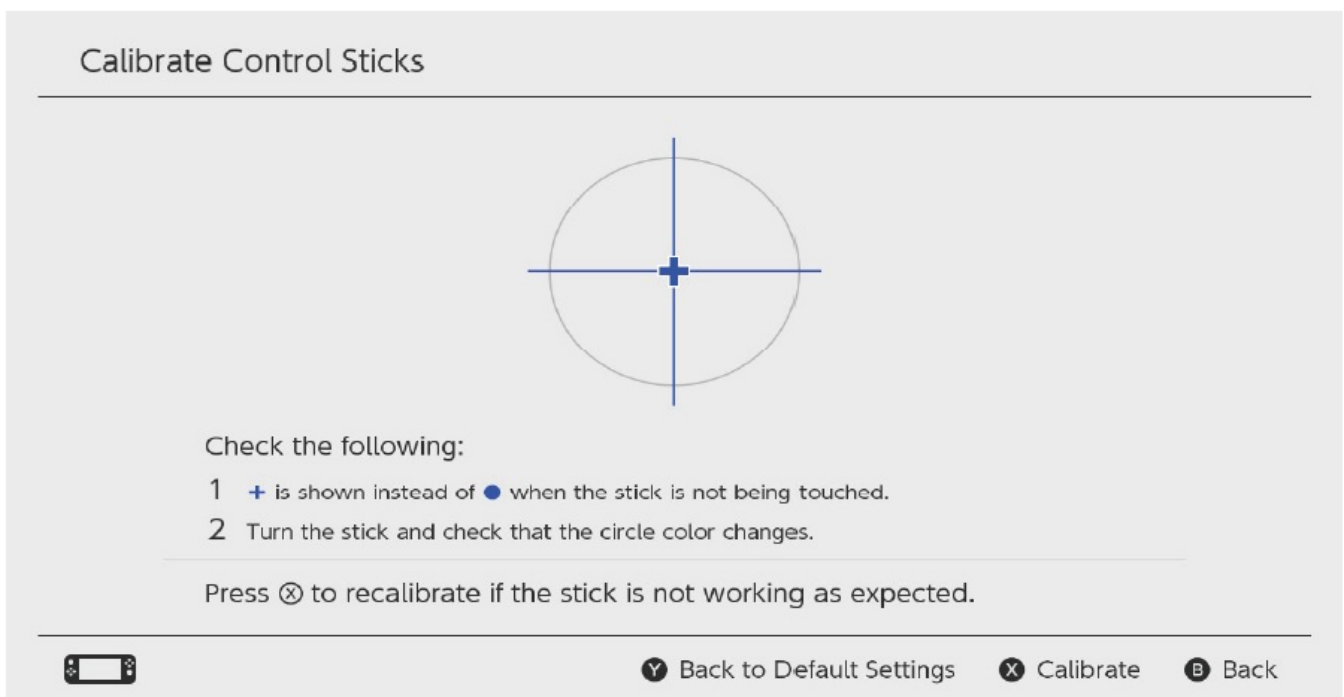 Calibrate Control Sticks
Check the following:
1 + is shown instead of ● when the stick is not being touched.
2 Turn the stick and check that the circle color changes.
Press ⓧ to recalibrate if the stick is not working as expected.
Y Back to Default Settings X Calibrate B Back